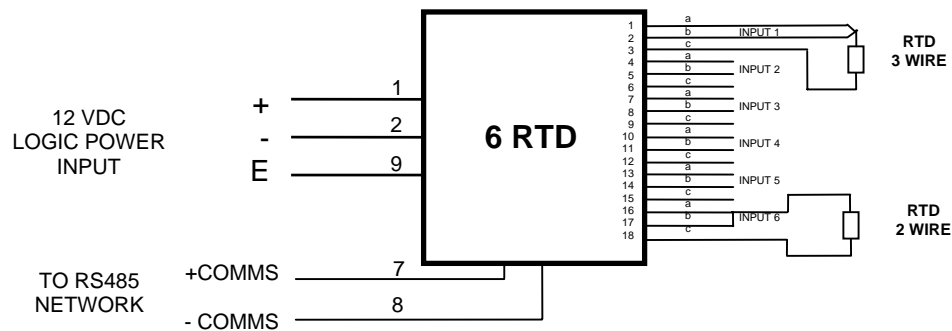 12 VDC
LOGIC POWER
INPUT
+
-
E
1
2
9
6 RTD
TO RS485
NETWORK
+COMMS
- COMMS
7
8
1
2
3
4
5
6
7
8
9
10
11
12
13
14
15
16
17
18
a
b
c
INPUT 1
a
b
c
INPUT 2
a
b
c
INPUT 3
a
b
c
INPUT 4
a
b
c
INPUT 5
a
b
c
INPUT 6
RTD
3 WIRE
RTD
2 WIRE